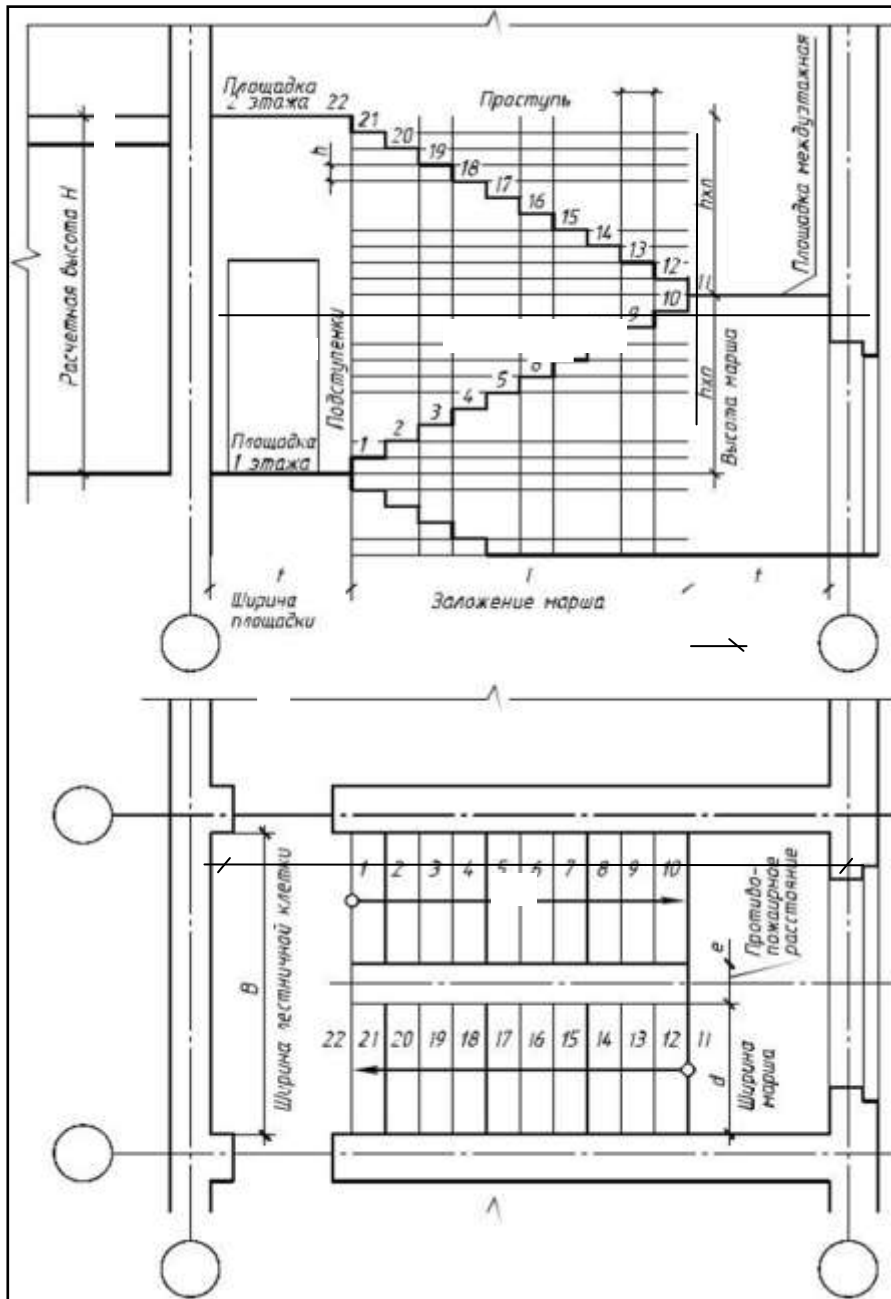 Площадка
2 этажа 22
Проступь
21
20
19
18
17
16
15
14
13
12
11
10
9
h
hxn
Площадка междуэтажная
Расчетная высота H
Подступенки
6
5
4
3
2
1
hxn
Высота марша
Площадка
1 этажа
t
l
t
Ширина
площадки
Заложение марша
1 2 3 4 5 6 7 8 9 10
B
Ширина лестничной клетки
e
Противо-
пожарное
расстояние
22 21 20 19 18 17 16 15 14 13 12 11
d
Ширина
марша